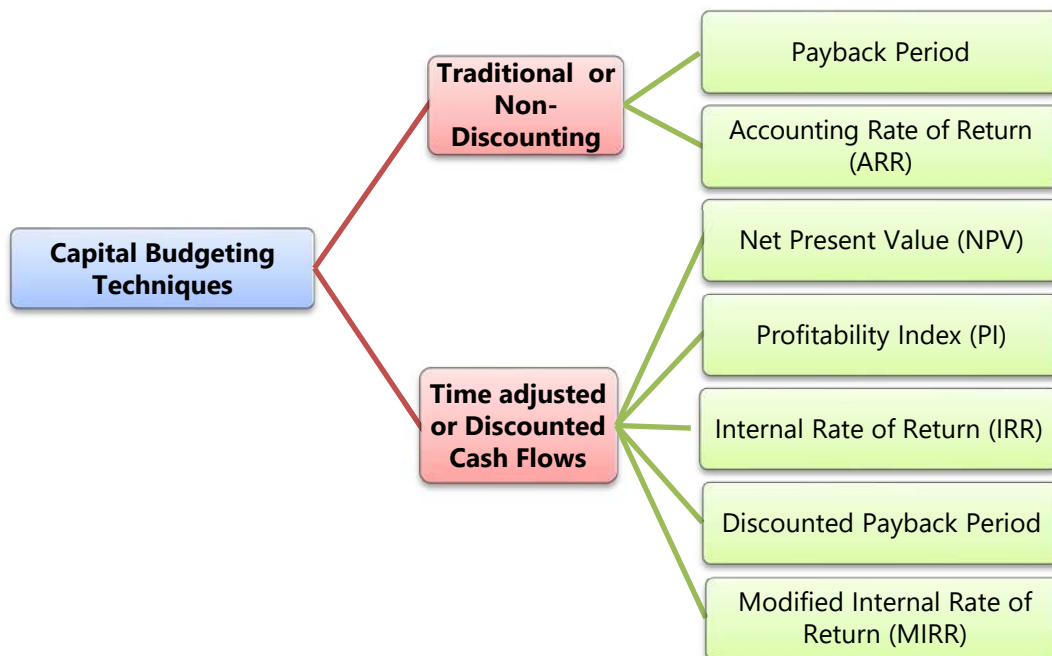 Capital Budgeting
Techniques
Traditional or
Non-
Discounting
Payback Period
Accounting Rate of Return
(ARR)
Time adjusted
or Discounted
Cash Flows
Net Present Value (NPV)
Profitability Index (PI)
Internal Rate of Return (IRR)
Discounted Payback Period
Modified Internal Rate of
Return (MIRR)